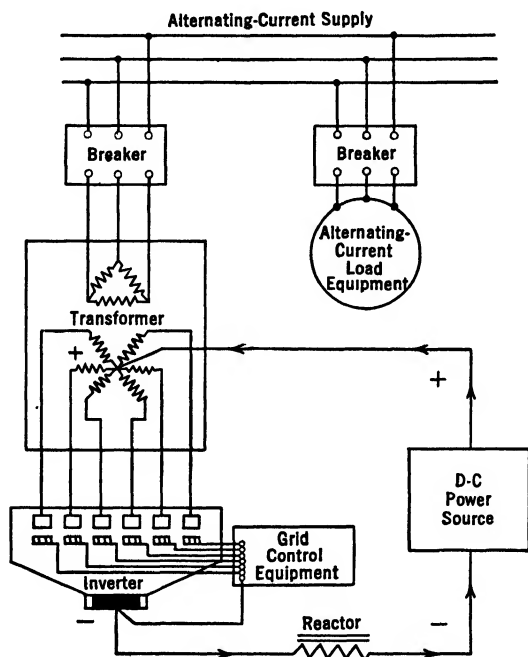 Alternating-Current Supply
Breaker
Breaker
Alternating-
Current
Load
Equipment
Transformer
+
+
D-C
Power
Source
Grid
Control
Equipment
Inverter
−
Reactor
−